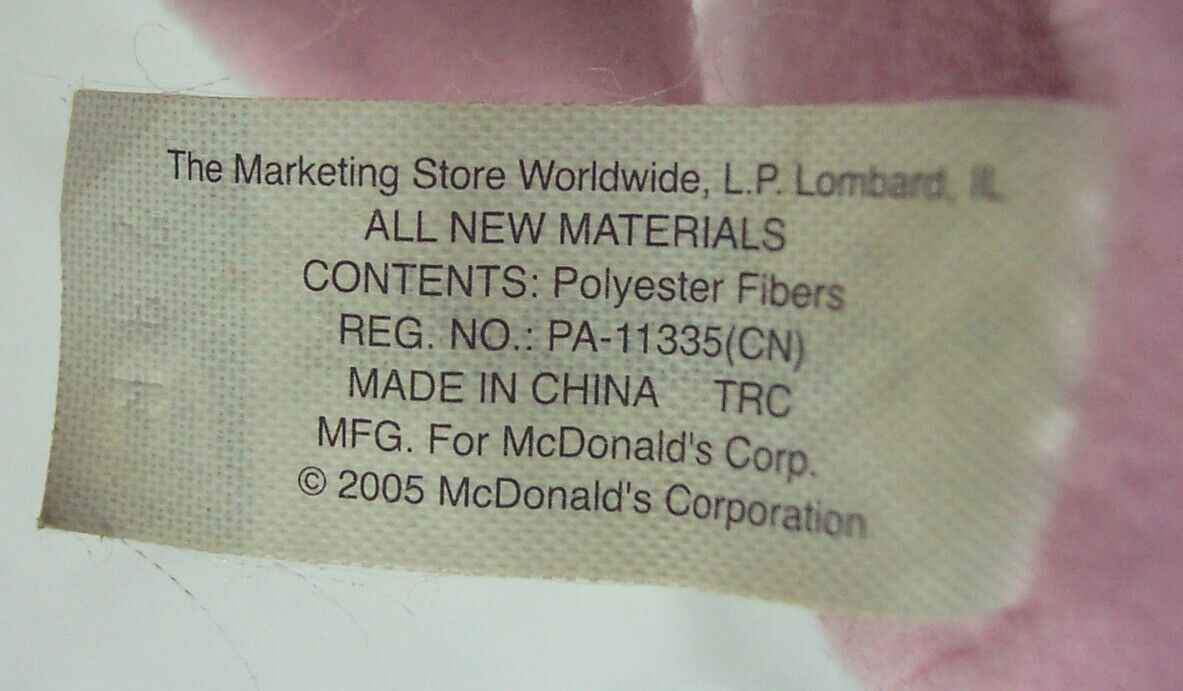 The Marketing Store Worldwide, L.P. Lombard, IL
ALL NEW MATERIALS
CONTENTS: Polyester Fibers
REG. NO.: PA-11335(CN)
MADE IN CHINA TRC
MFG. For McDonald's Corp.
© 2005 McDonald's Corporation